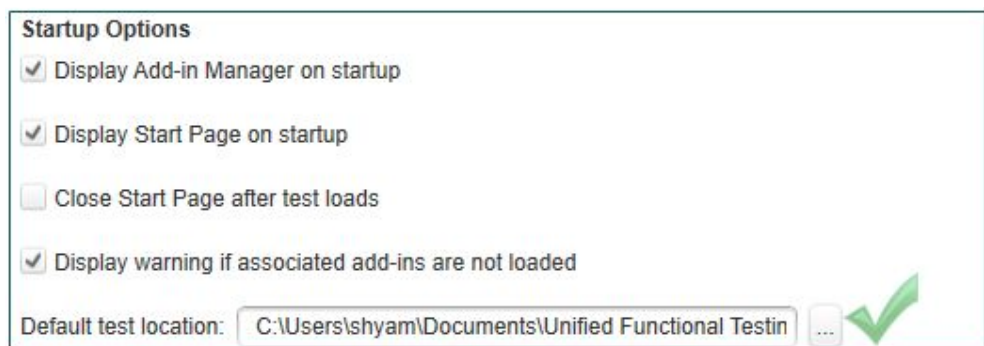 Startup Options
Display Add-in Manager on startup
Display Start Page on startup
Close Start Page after test loads
Display warning if associated add-ins are not loaded
Default test location: C:\Users\shyam\Documents\Unified Functional Testin ...